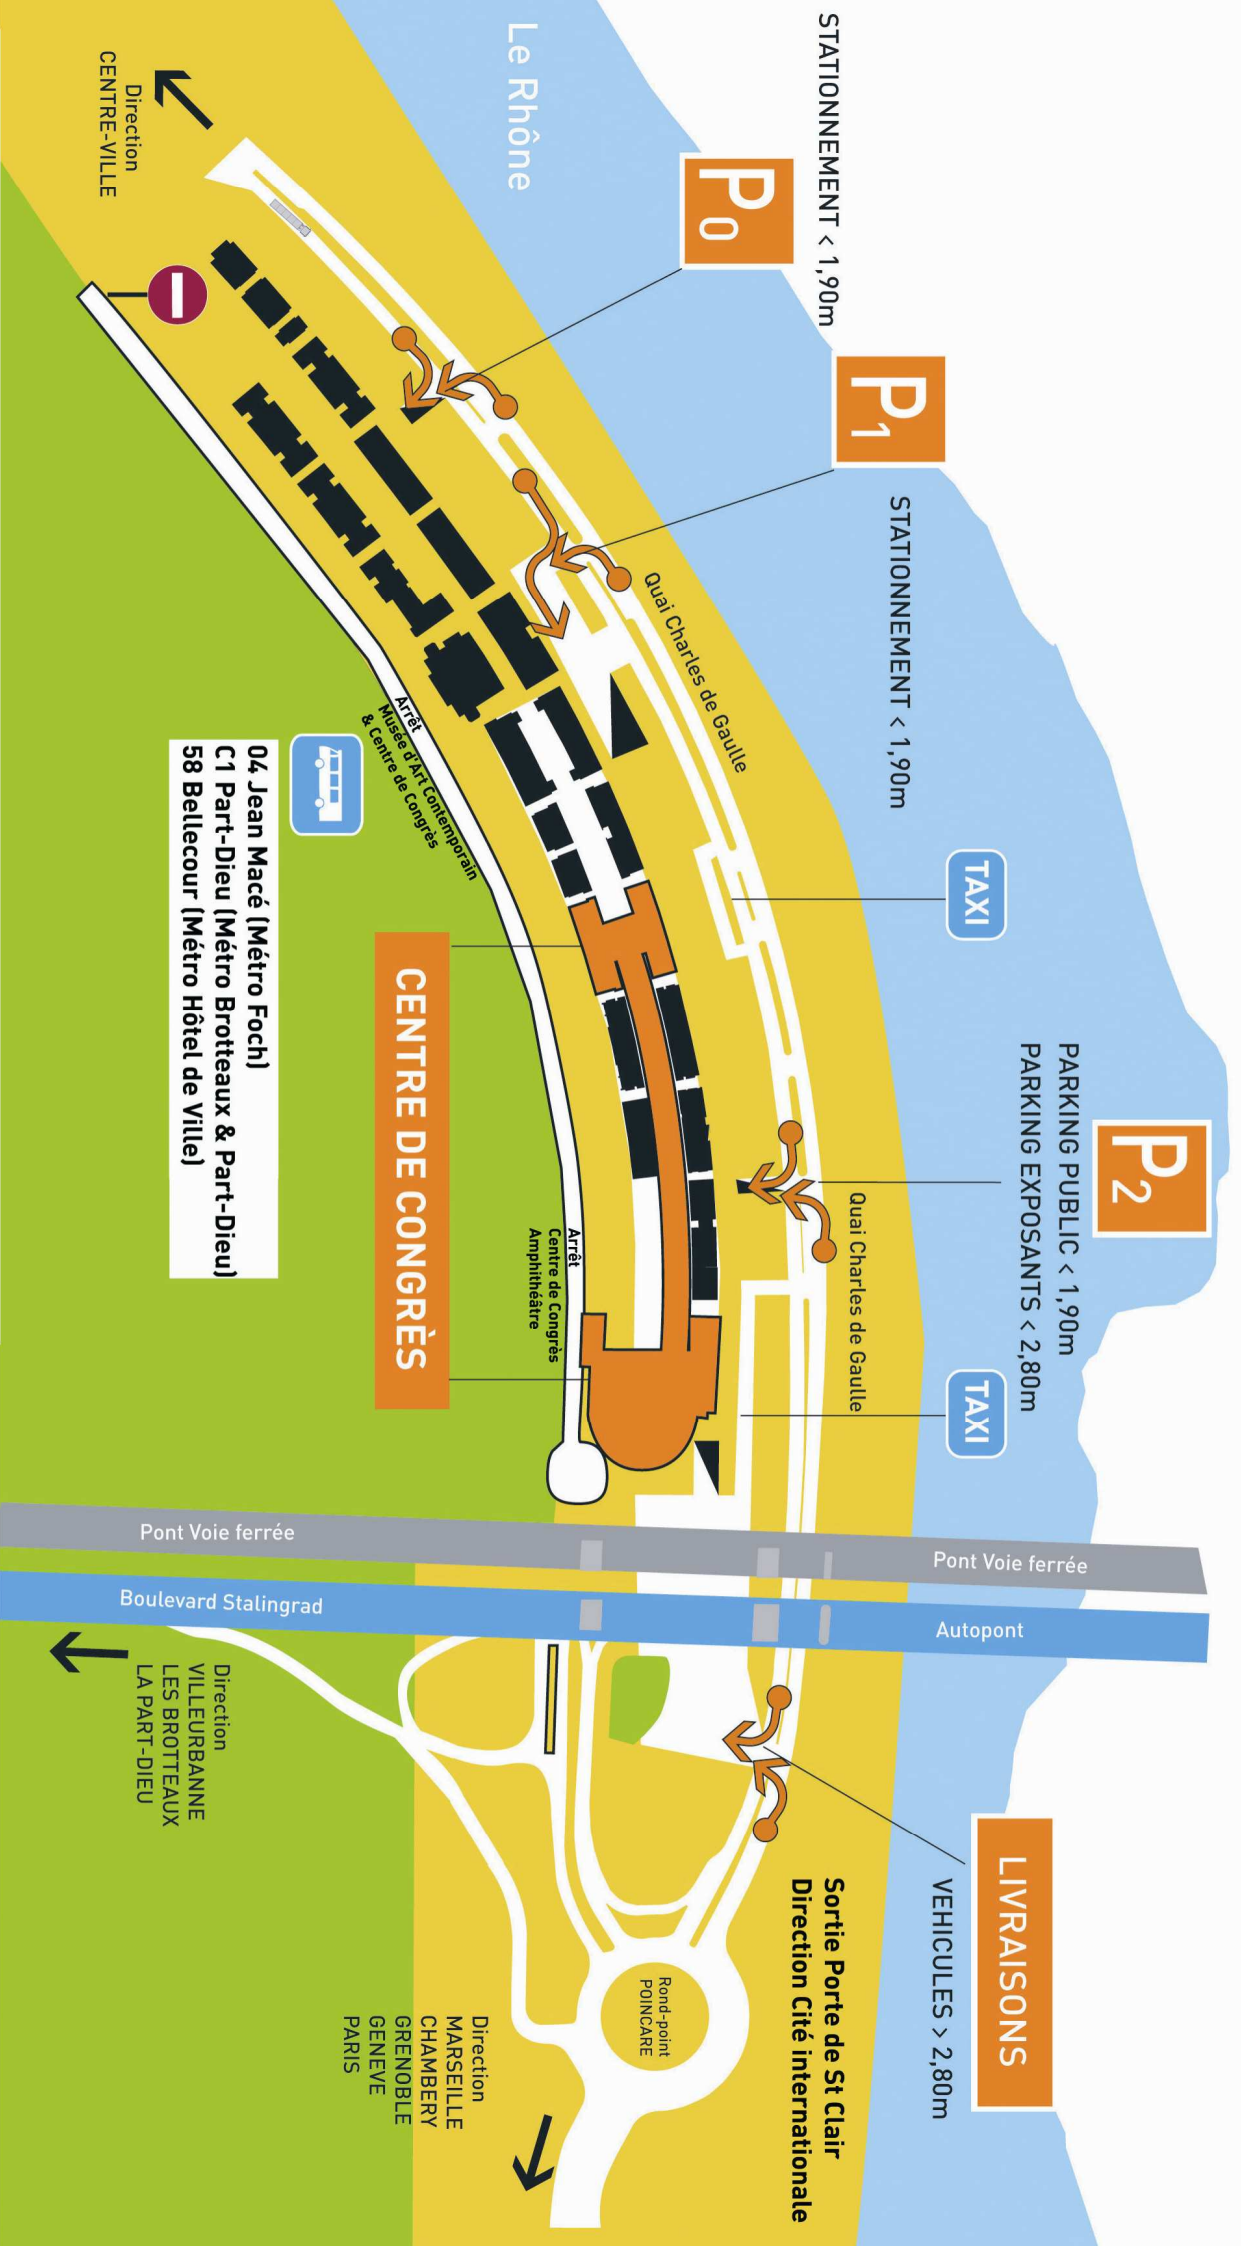 STATIONNEMENT < 1,90m
P0
P1
STATIONNEMENT < 1,90m
Le Rhône
Direction
CENTRE-VILLE
Quai Charles de Gaulle
TAXI
PARKING PUBLIC < 1,90m
PARKING EXPOSANTS < 2,80m
P2
Quai Charles de Gaulle
TAXI
Arrêt
Musée d'Art Contemporain
& Centre de Congrès
04 Jean Macé (Métro Foch)
C1 Part-Dieu (Métro Brotteaux & Part-Dieu)
58 Bellecour (Métro Hôtel de Ville)
CENTRE DE CONGRÈS
Arrêt
Centre de Congrès
Amphithéâtre
Pont Voie ferrée
Pont Voie ferrée
Boulevard Stalingrad
Autopont
Direction
VILLEURBANNE
LES BROTTEAUX
LA PART-DIEU
LIVRAISONS
VEHICULES > 2,80m
Sortie Porte de St Clair
Direction Cité internationale
Rond-point
POINCARE
Direction
MARSEILLE
CHAMBERY
GRENOBLE
GENEVE
PARIS